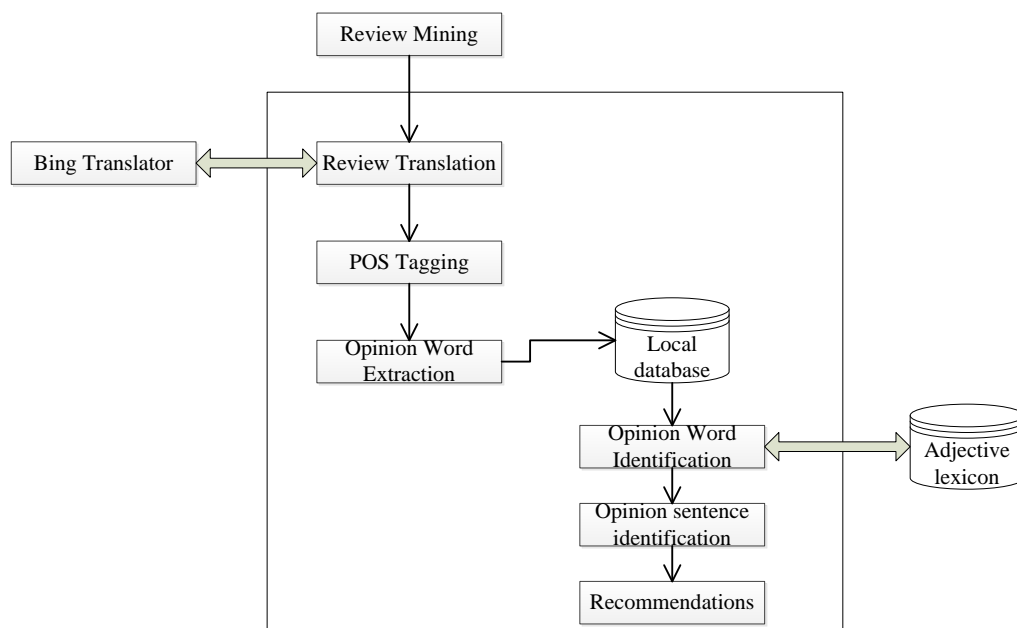 Review Mining
Bing Translator
Review Translation
POS Tagging
Opinion Word
Extraction
Local
database
Opinion Word
Identification
Adjective
lexicon
Opinion sentence
identification
Recommendations